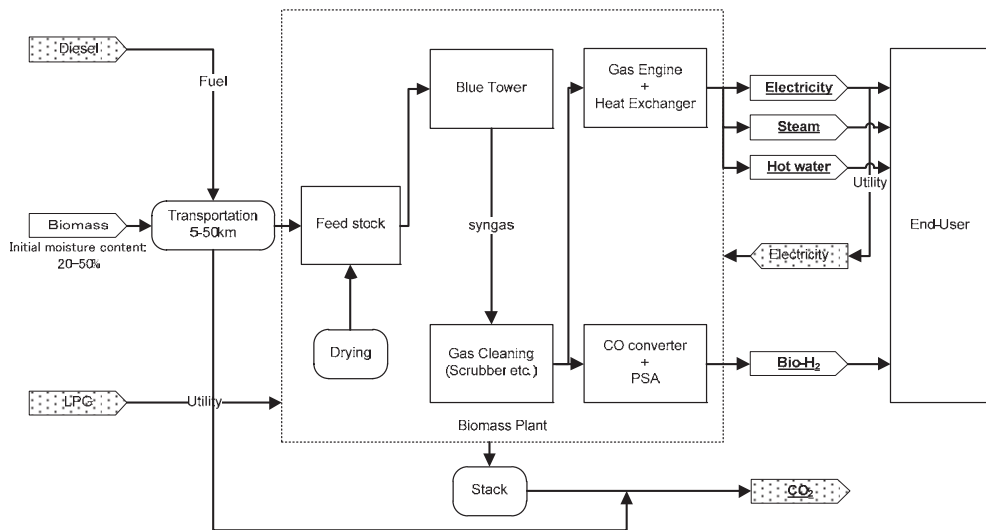 Diesel
Fuel
Biomass
Initial moisture content:
20-50%
Transportation
5-50km
LPG
Utility
Feed stock
Drying
Blue Tower
syngas
Gas Cleaning
(Scrubber etc.)
Gas Engine
+
Heat Exchanger
CO converter
+
PSA
Biomass Plant
Stack
Electricity
Steam
Hot water
Utility
Electricity
Bio-H₂
CO₂
End-User